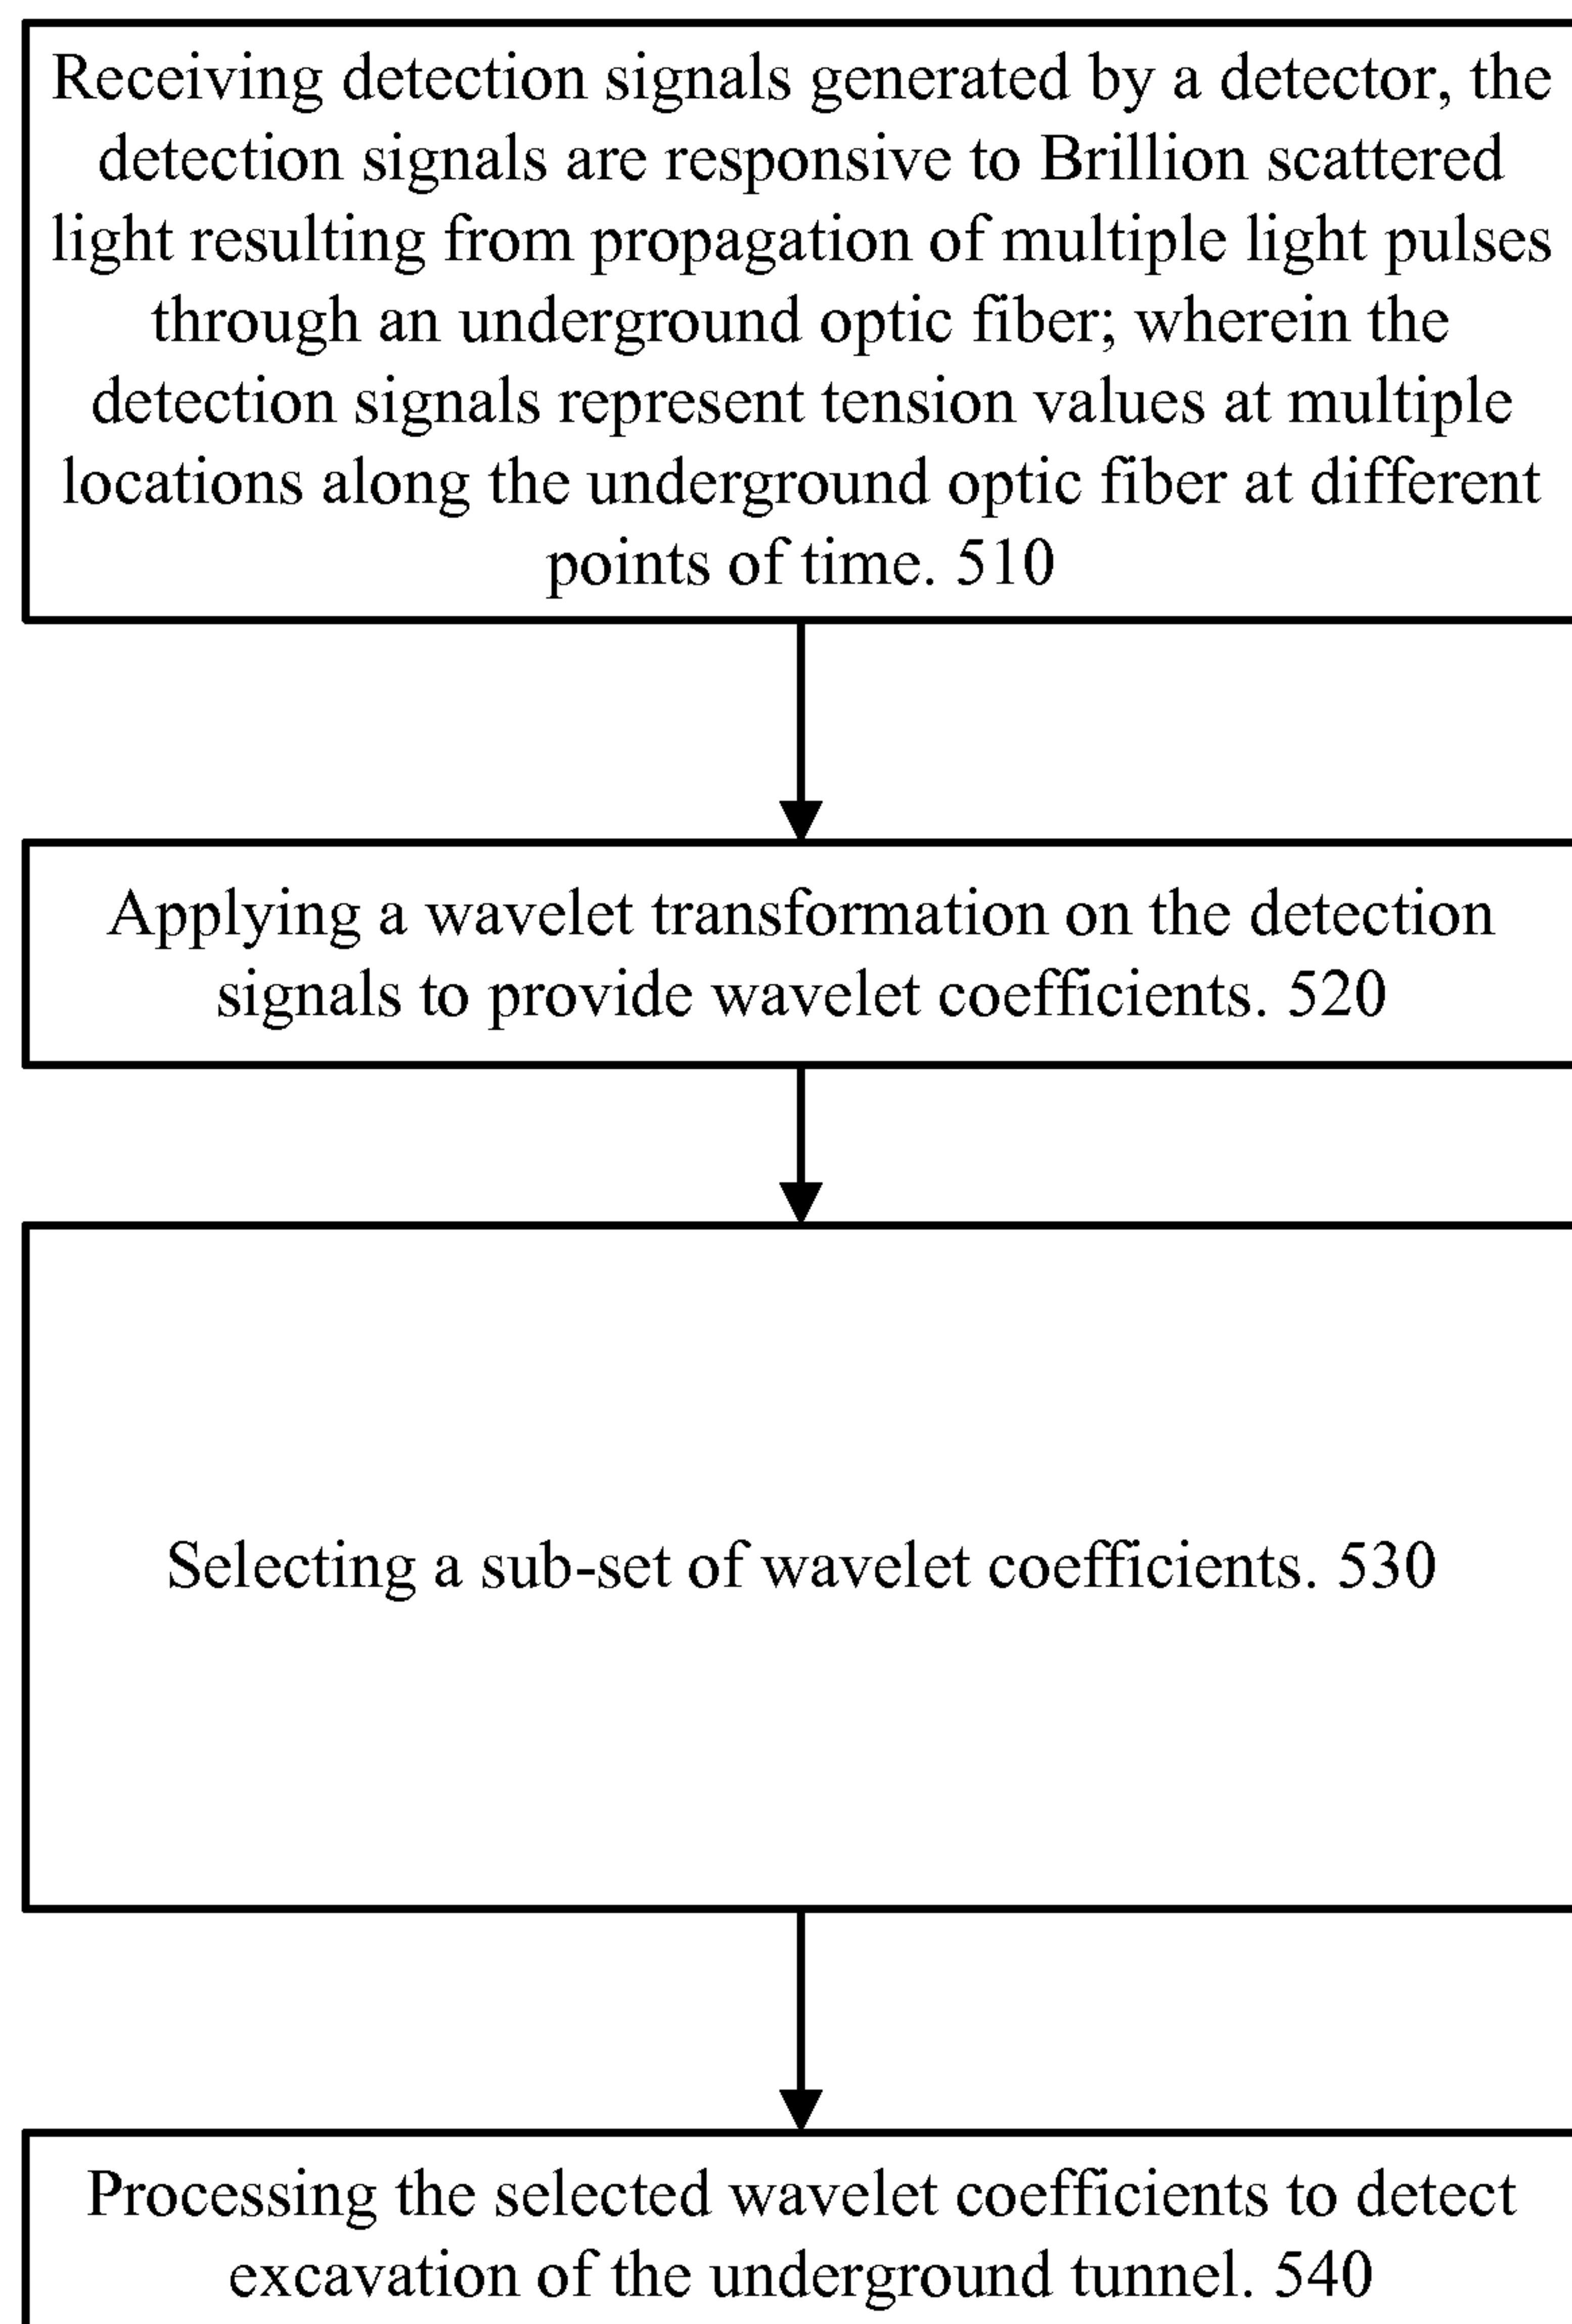 Receiving detection signals generated by a detector, the
detection signals are responsive to Brillion scattered
light resulting from propagation of multiple light pulses
through an underground optic fiber; wherein the
detection signals represent tension values at multiple
locations along the underground optic fiber at different
points of time. 510
Applying a wavelet transformation on the detection
signals to provide wavelet coefficients. 520
Selecting a sub-set of wavelet coefficients. 530
Processing the selected wavelet coefficients to detect
excavation of the underground tunnel. 540